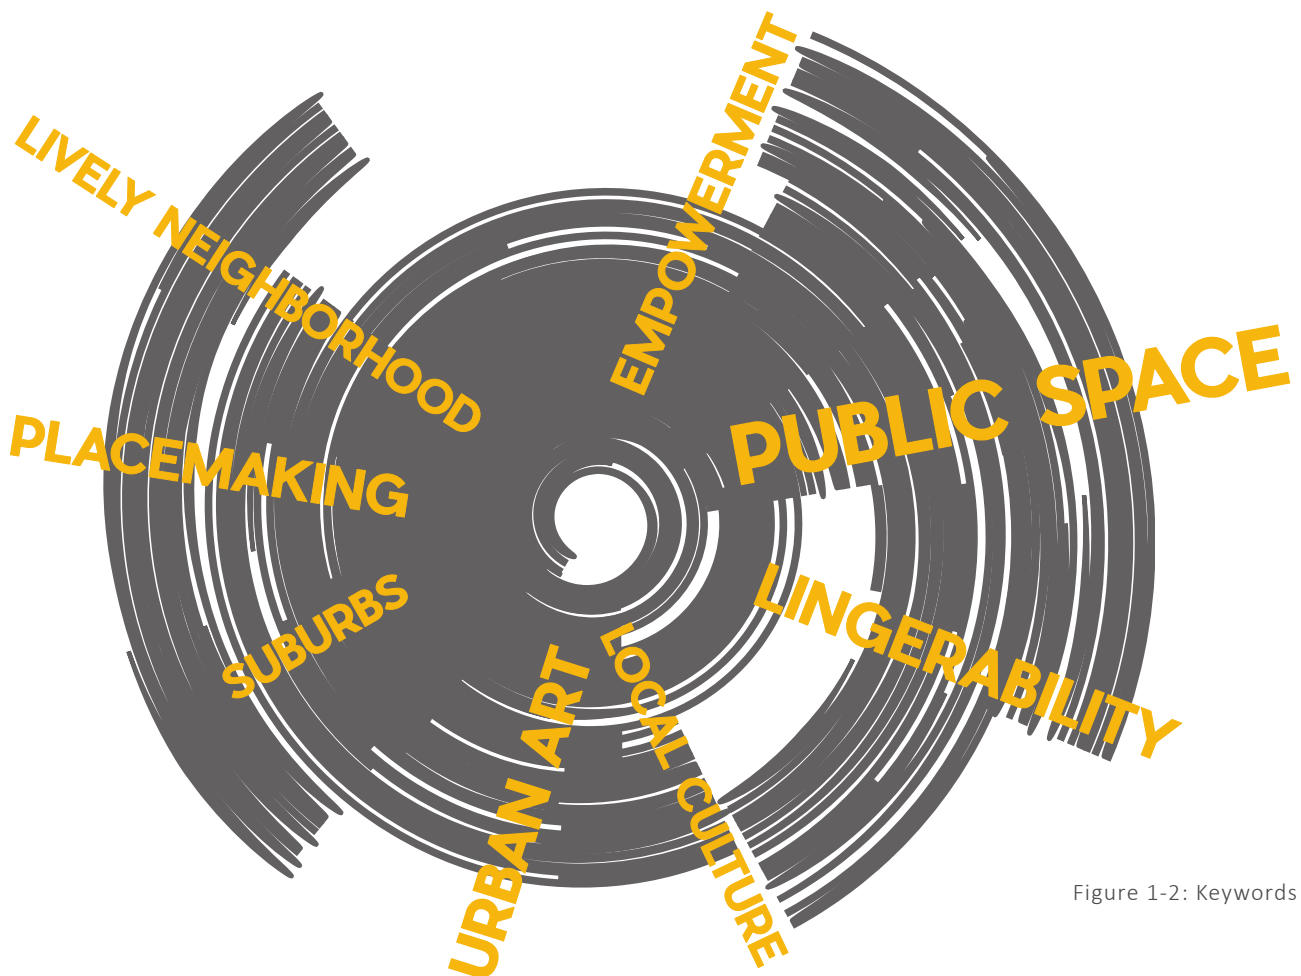 EMPOWERMENT
LIVELY NEIGHBORHOOD
PUBLIC SPACE
PLACEMAKING
LINGERABILITY
SUBURBS
LOCAL CULTURE
URBAN ART
Figure 1-2: Keywords